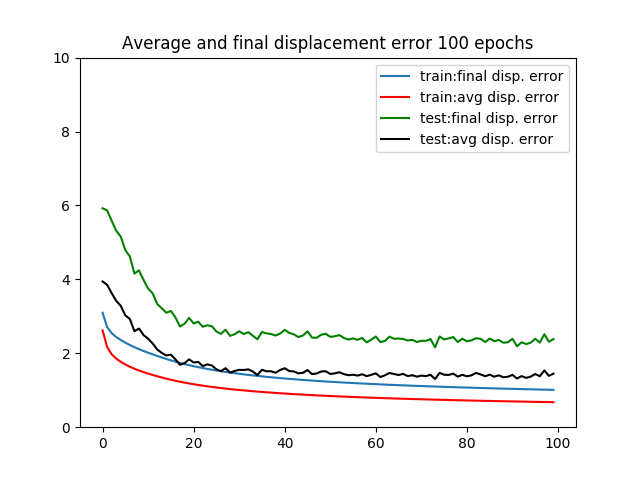 Average and final displacement error 100 epochs
train:final disp. error
train:avg disp. error
test:final disp. error
test:avg disp. error
10
8
6
4
2
0
0 20 40 60 80 100